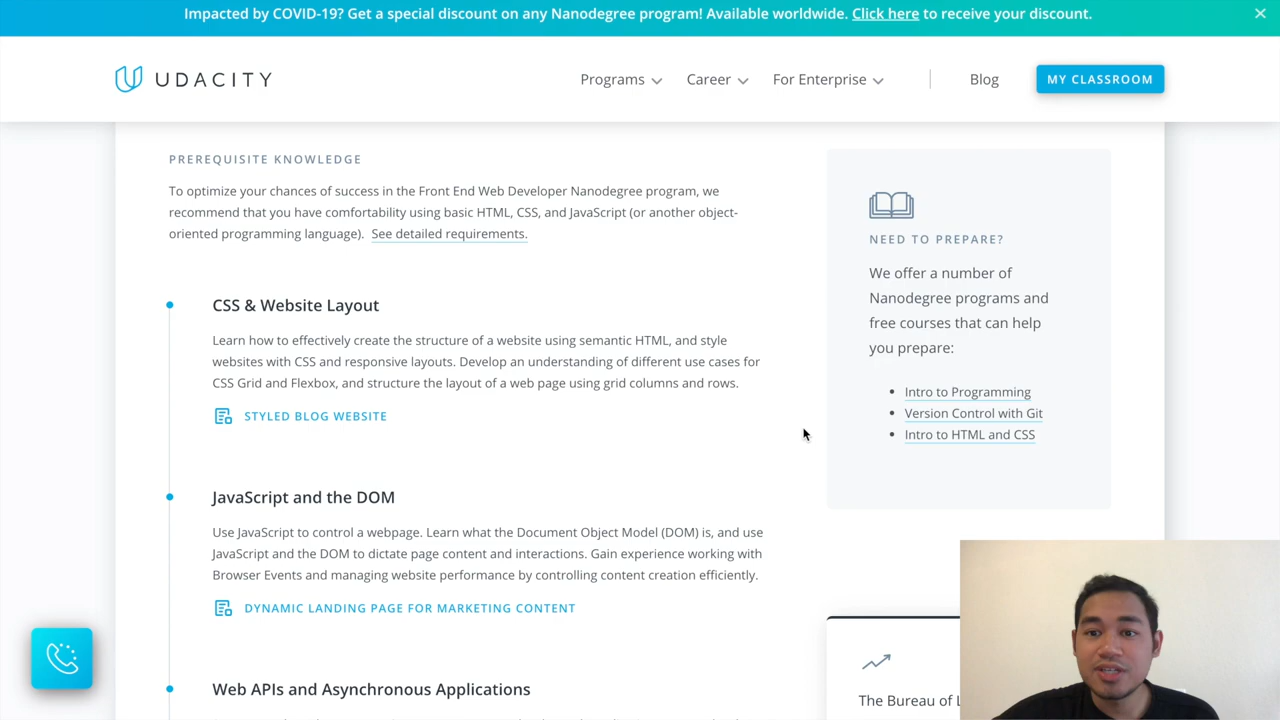 Impacted by COVID-19? Get a special discount on any Nanodegree program! Available worldwide. Click here to receive your discount.
UDACITY
Programs
Career
For Enterprise
Blog
MY CLASSROOM
PREREQUISITE KNOWLEDGE
To optimize your chances of success in the Front End Web Developer Nanodegree program, we
recommend that you have comfortability using basic HTML, CSS, and JavaScript (or another object-
oriented programming language). See detailed requirements.
CSS & Website Layout
Learn how to effectively create the structure of a website using semantic HTML, and style
websites with CSS and responsive layouts. Develop an understanding of different use cases for
CSS Grid and Flexbox, and structure the layout of a web page using grid columns and rows.
STYLED BLOG WEBSITE
JavaScript and the DOM
Use JavaScript to control a webpage. Learn what the Document Object Model (DOM) is, and use
JavaScript and the DOM to dictate page content and interactions. Gain experience working with
Browser Events and managing website performance by controlling content creation efficiently.
DYNAMIC LANDING PAGE FOR MARKETING CONTENT
Web APIs and Asynchronous Applications
NEED TO PREPARE?
We offer a number of
Nanodegree programs and
free courses that can help
you prepare:
Intro to Programming
Version Control with Git
Intro to HTML and CSS
The Bureau of L